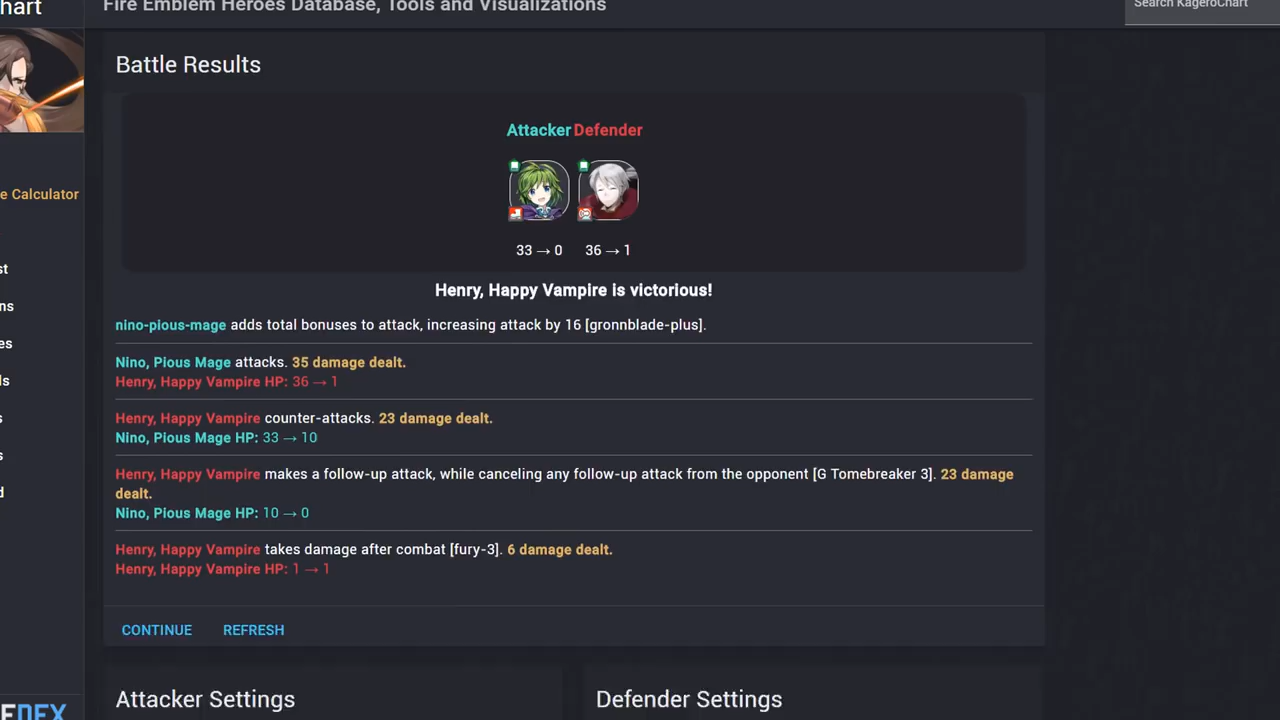 hart
Fire Emblem Heroes Database, Tools and Visualizations
Search KageroChart
Battle Results
Attacker Defender
e Calculator
33 → 0 36 → 1
st
Henry, Happy Vampire is victorious!
ns
nino-pious-mage adds total bonuses to attack, increasing attack by 16 [gronnblade-plus].
es
Nino, Pious Mage attacks. 35 damage dealt.
ls
Henry, Happy Vampire HP: 36 → 1
s
Henry, Happy Vampire counter-attacks. 23 damage dealt.
Nino, Pious Mage HP: 33 → 10
s
Henry, Happy Vampire makes a follow-up attack, while canceling any follow-up attack from the opponent [G Tomebreaker 3]. 23 damage
d
dealt.
Nino, Pious Mage HP: 10 → 0
Henry, Happy Vampire takes damage after combat [fury-3]. 6 damage dealt.
Henry, Happy Vampire HP: 1 → 1
CONTINUE REFRESH
Attacker Settings Defender Settings
EDEX